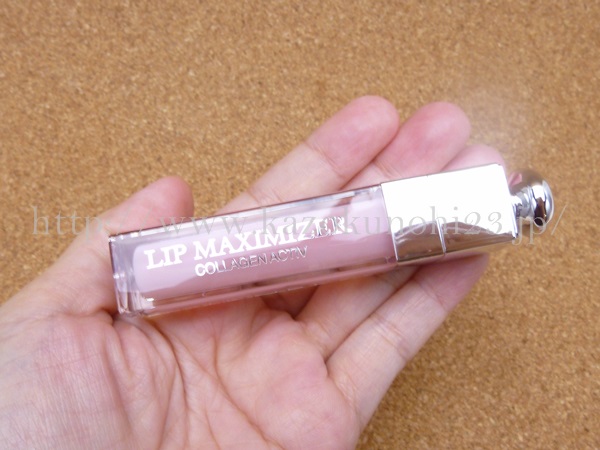 LIP MAXIMIZER
COLLAGEN ACTIV
http://www.kazukunohi23.jp/